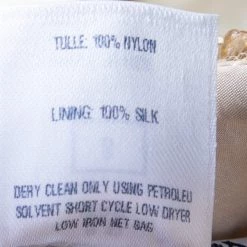 TULLE: 100% NYLON
LINING: 100% SILK
DERY CLEAN ONLY USING PETROLEU
SOLVENT SHORT CYCLE LOW DRYER
LOW IRON NET BAG